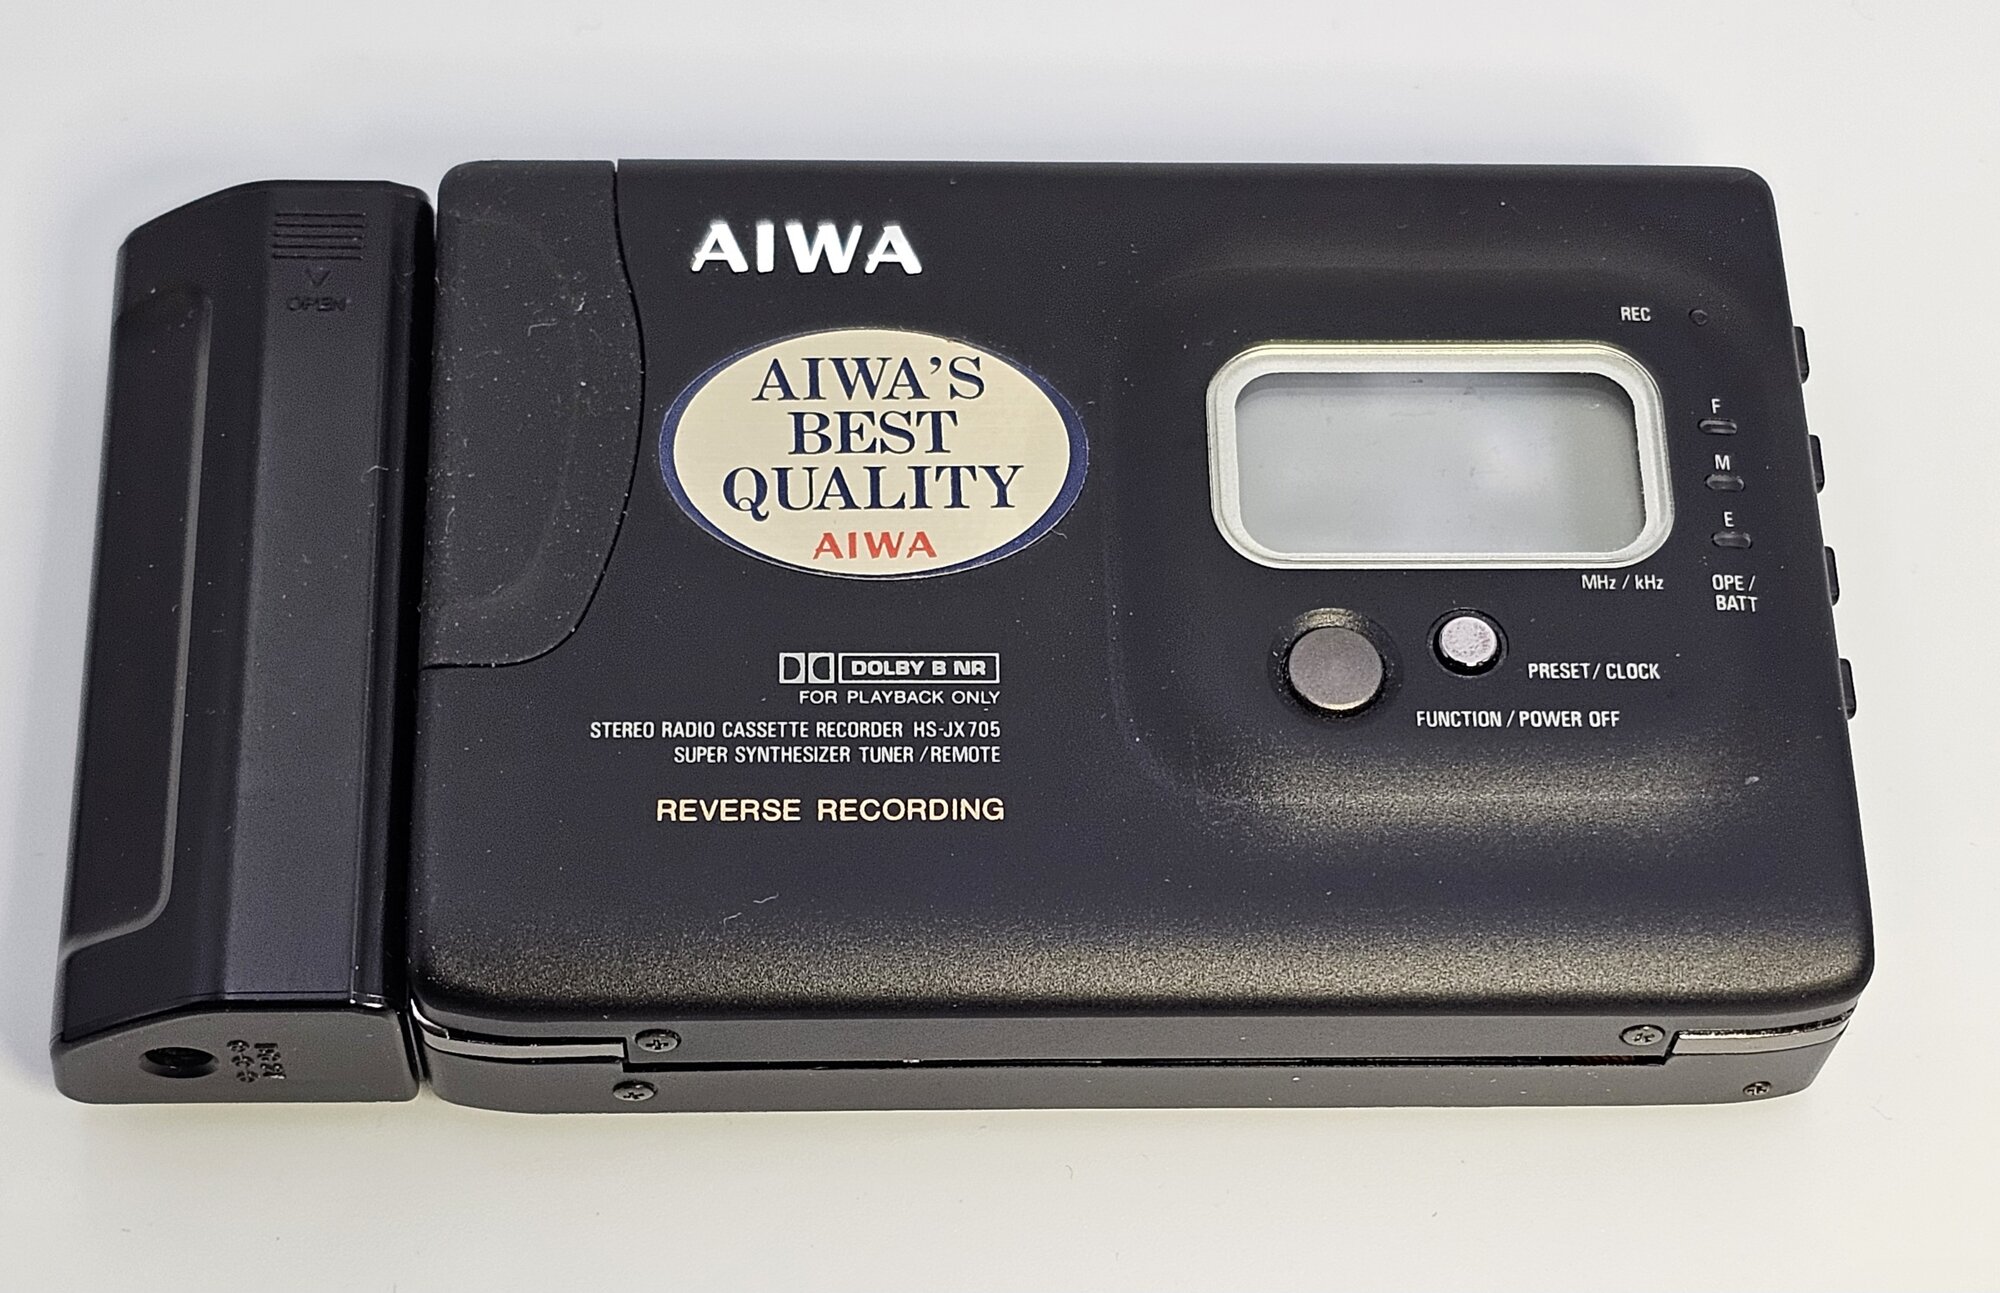 OPEN
AIWA
AIWA'S
BEST
QUALITY
AIWA
DOLBY B NR
FOR PLAYBACK ONLY
STEREO RADIO CASSETTE RECORDER HS-JX705
SUPER SYNTHESIZER TUNER/REMOTE
REVERSE RECORDING
REC
F
M
E
OPE/
BATT
MHz / kHz
PRESET/CLOCK
FUNCTION/POWER OFF